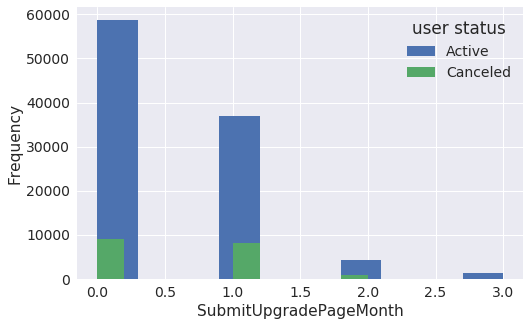 user status
Active
Canceled
Frequency
60000
50000
40000
30000
20000
10000
0
0.0 0.5 1.0 1.5 2.0 2.5 3.0
SubmitUpgradePageMonth